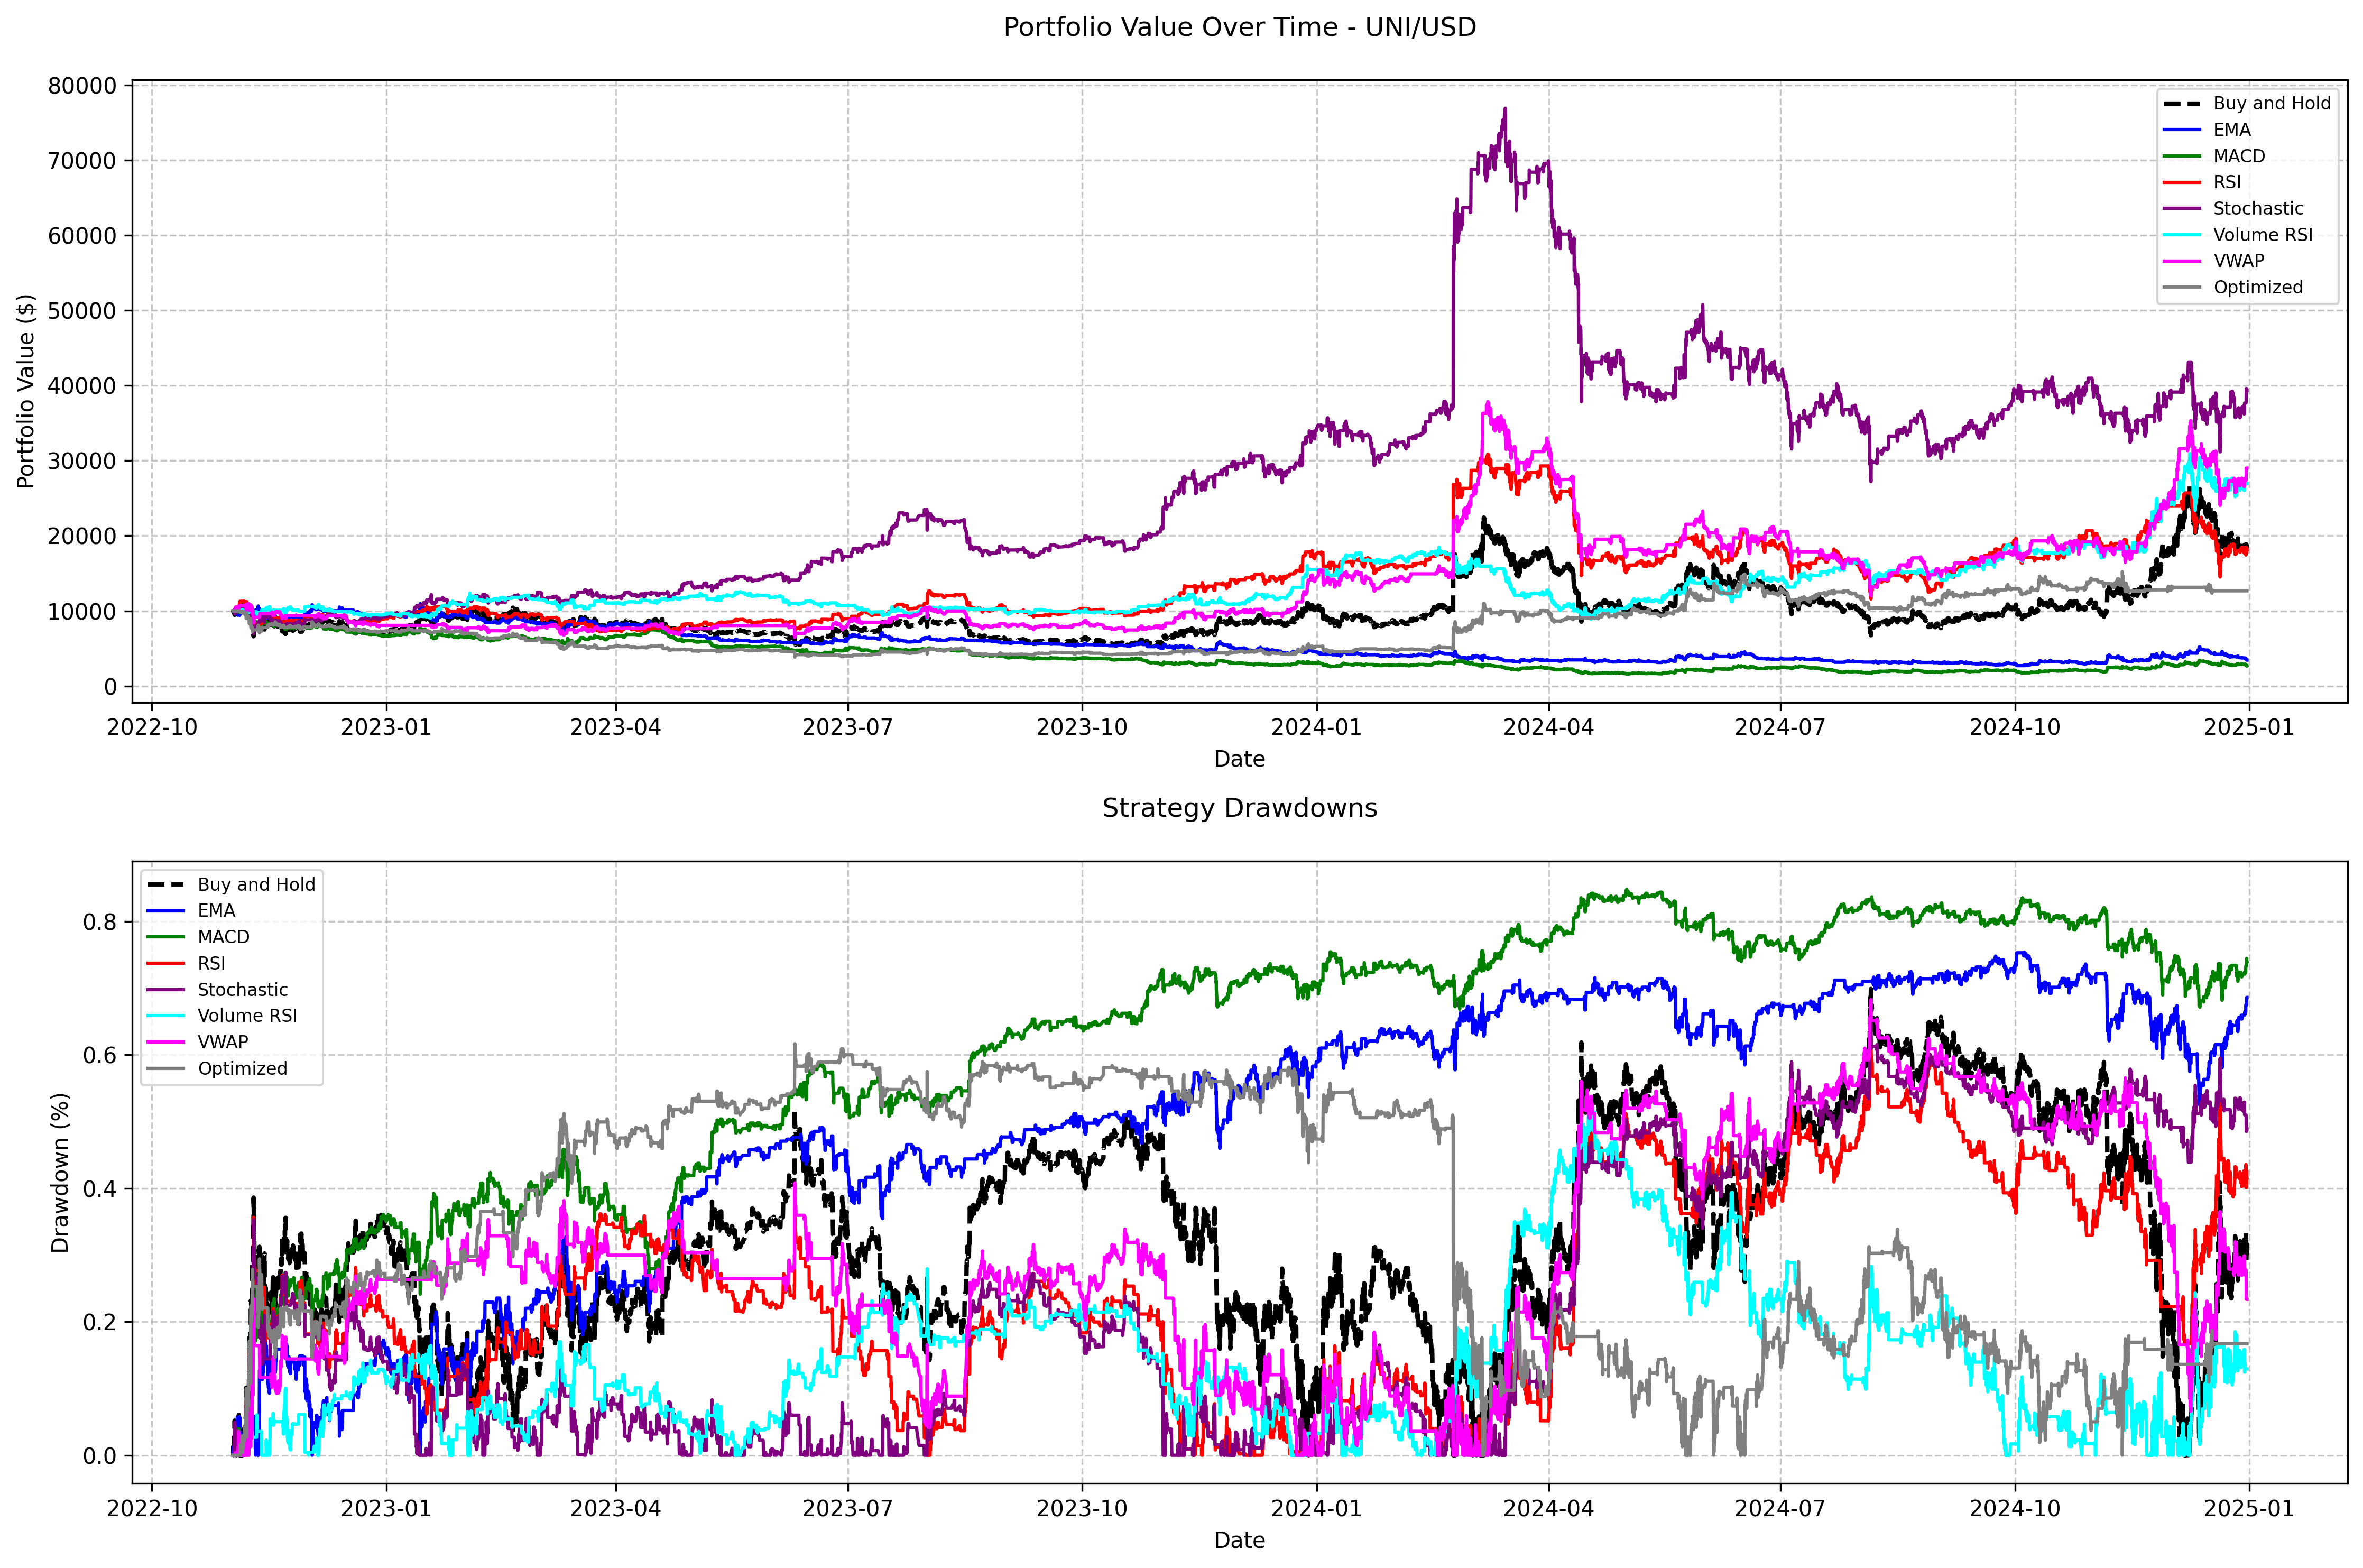 Portfolio Value Over Time - UNI/USD
Portfolio Value ($)
80000
70000
60000
50000
40000
30000
20000
10000
0
Buy and Hold
EMA
MACD
RSI
Stochastic
Volume RSI
VWAP
Optimized
2022-10
2023-01
2023-04
2023-07
2023-10
2024-01
2024-04
2024-07
2024-10
2025-01
Date
Strategy Drawdowns
Drawdown (%)
0.8
0.6
0.4
0.2
0.0
Buy and Hold
EMA
MACD
RSI
Stochastic
Volume RSI
VWAP
Optimized
2022-10
2023-01
2023-04
2023-07
2023-10
2024-01
2024-04
2024-07
2024-10
2025-01
Date